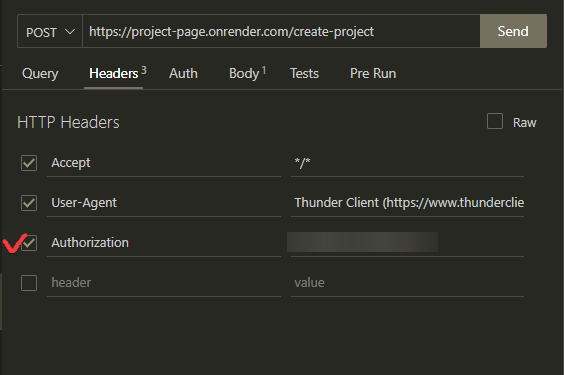 POST https://project-page.onrender.com/create-project Send
Query Headers 3 Auth Body 1 Tests Pre Run
HTTP Headers Raw
Accept */*
User-Agent Thunder Client (https://www.thunderclie
Authorization
header value